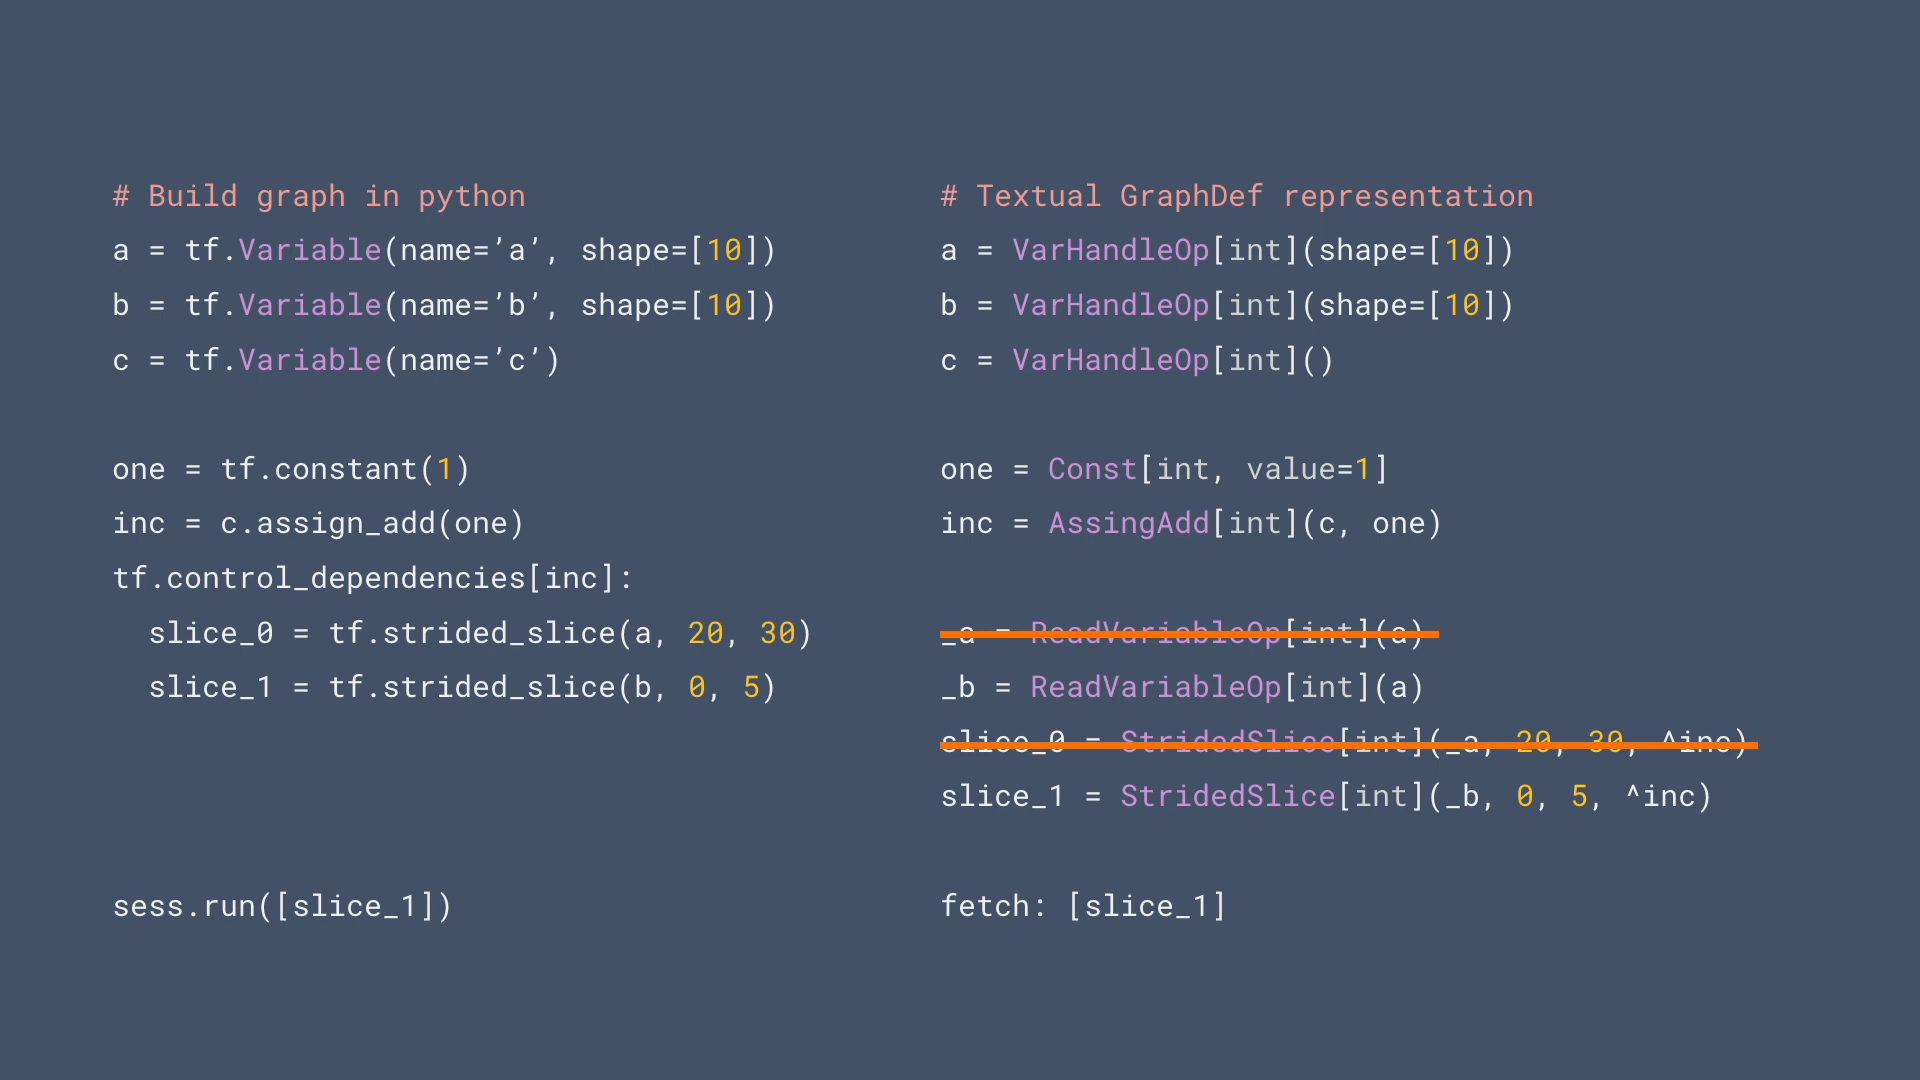 # Build graph in python
a = tf.Variable(name=’a’, shape=[10])
b = tf.Variable(name=’b’, shape=[10])
c = tf.Variable(name=’c’)
one = tf.constant(1)
inc = c.assign_add(one)
tf.control_dependencies[inc]:
  slice_0 = tf.strided_slice(a, 20, 30)
  slice_1 = tf.strided_slice(b, 0, 5)
sess.run([slice_1])
# Textual GraphDef representation
a = VarHandleOp[int](shape=[10])
b = VarHandleOp[int](shape=[10])
c = VarHandleOp[int]()
one = Const[int, value=1]
inc = AssingAdd[int](c, one)
_a = ReadVariableOp[int](a)
_b = ReadVariableOp[int](a)
slice_0 = StridedSlice[int](_a, 20, 30, ^inc)
slice_1 = StridedSlice[int](_b, 0, 5, ^inc)
fetch: [slice_1]